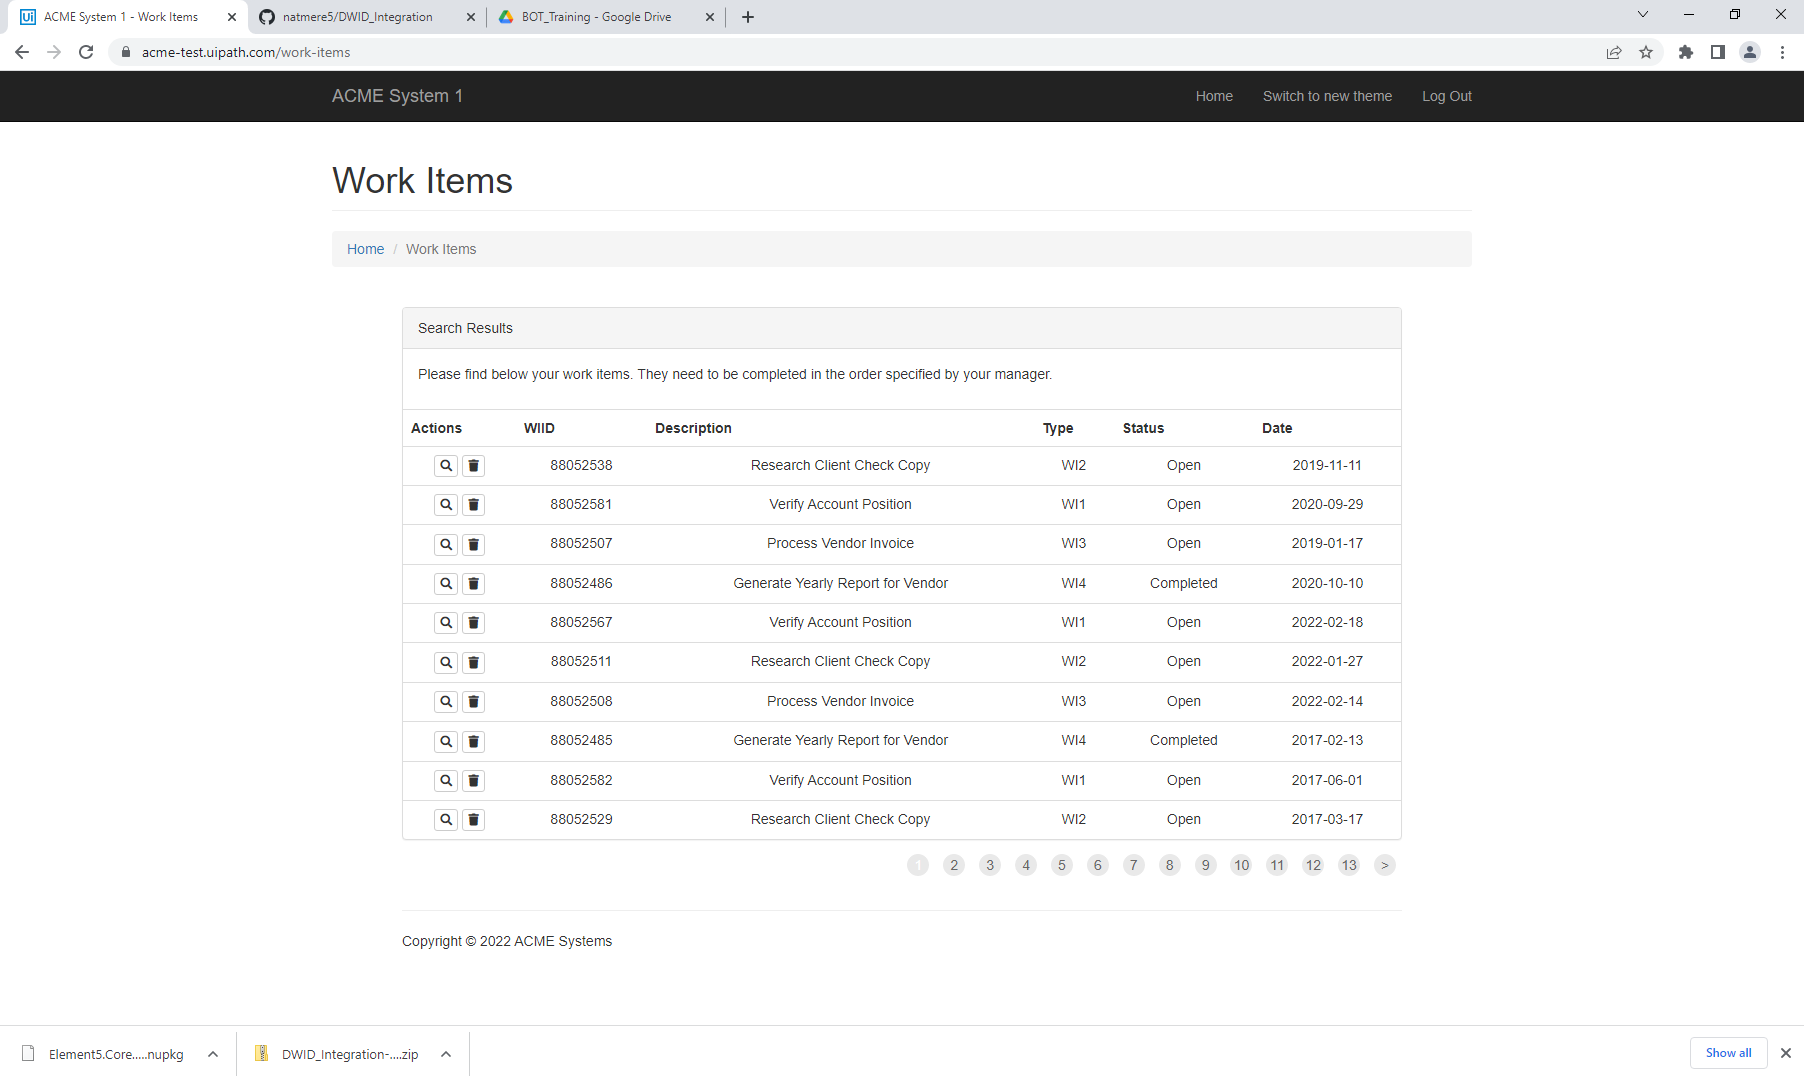 ACME System 1 - Work Items natmere5/DWID_Integration BOT_Training - Google Drive
acme-test.uipath.com/work-items
ACME System 1 Home Switch to new theme Log Out
Work Items
Home / Work Items
Search Results
Please find below your work items. They need to be completed in the order specified by your manager.
Actions WIID Description Type Status Date
88052538 Research Client Check Copy WI2 Open 2019-11-11
88052581 Verify Account Position WI1 Open 2020-09-29
88052507 Process Vendor Invoice WI3 Open 2019-01-17
88052486 Generate Yearly Report for Vendor WI4 Completed 2020-10-10
88052567 Verify Account Position WI1 Open 2022-02-18
88052511 Research Client Check Copy WI2 Open 2022-01-27
88052508 Process Vendor Invoice WI3 Open 2022-02-14
88052485 Generate Yearly Report for Vendor WI4 Completed 2017-02-13
88052582 Verify Account Position WI1 Open 2017-06-01
88052529 Research Client Check Copy WI2 Open 2017-03-17
1 2 3 4 5 6 7 8 9 10 11 12 13 >
Copyright © 2022 ACME Systems
Element5.Core.....nupkg DWID_Integration-....zip Show all